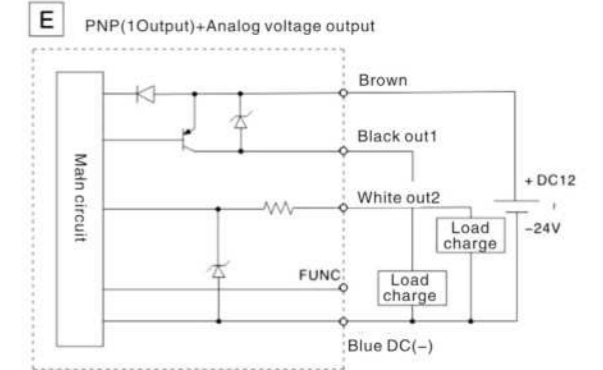 E
PNP(1Output)+Analog voltage output
Brown
Black out1
+ DC12
White out2
Load
charge
-24V
Main circuit
FUNC
Load
charge
Blue DC(-)